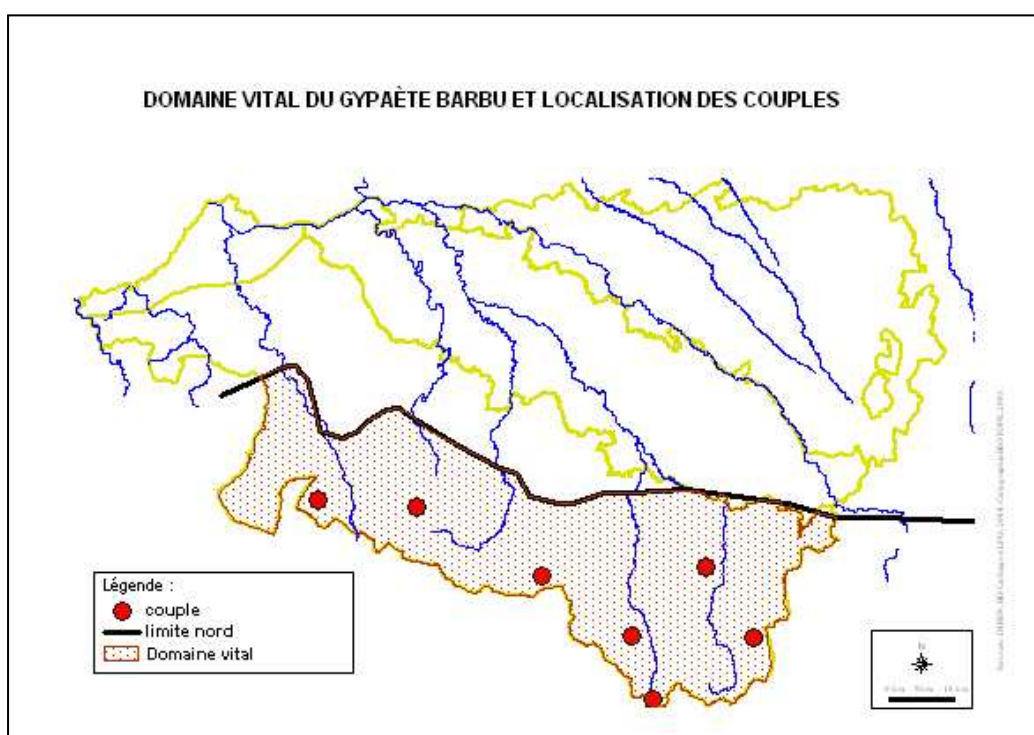 DOMAINE VITAL DU GYPAÈTE BARBU ET LOCALISATION DES COUPLES
Légende :
couple
limite nord
Domaine vital
N